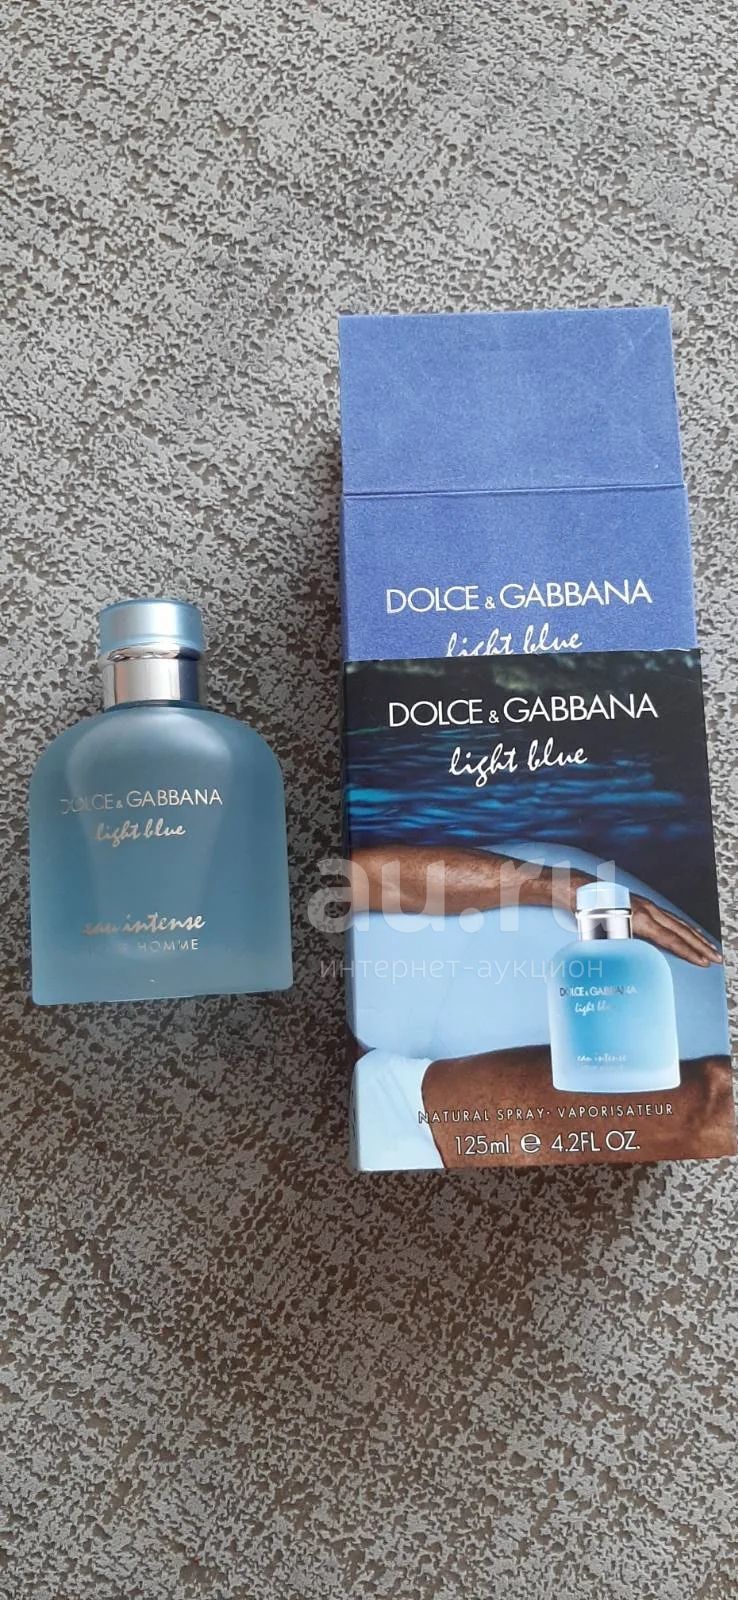 DOLCE & GABBANA
light blue
DOLCE & GABBANA
light blue
DOLCE & GABBANA
light blue
eau intense
POUR HOMME
au.ru
интернет-аукцион
DOLCE & GABBANA
light blue
eau intense
NATURAL SPRAY · VAPORISATEUR
125ml e 4.2FL OZ.